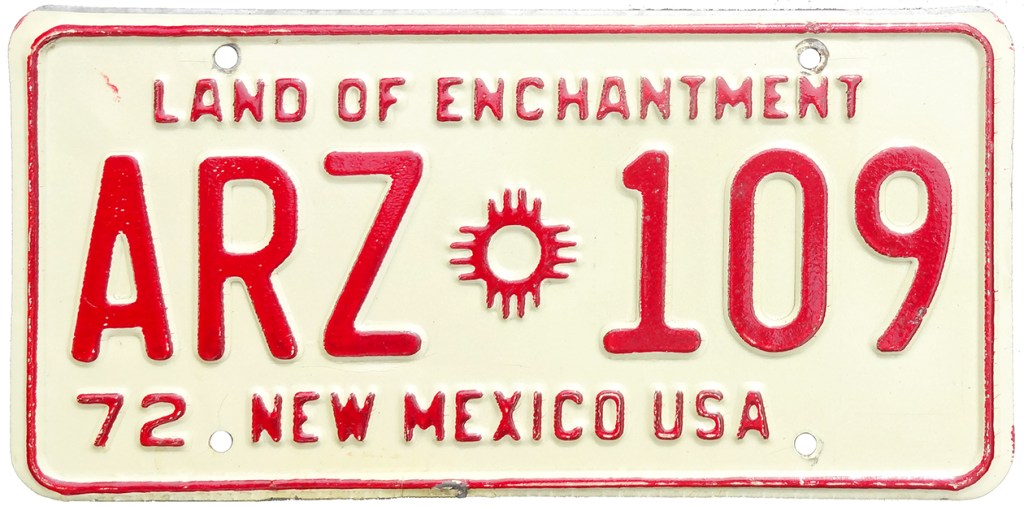 LAND OF ENCHANTMENT
ARZ 109
72 NEW MEXICO USA